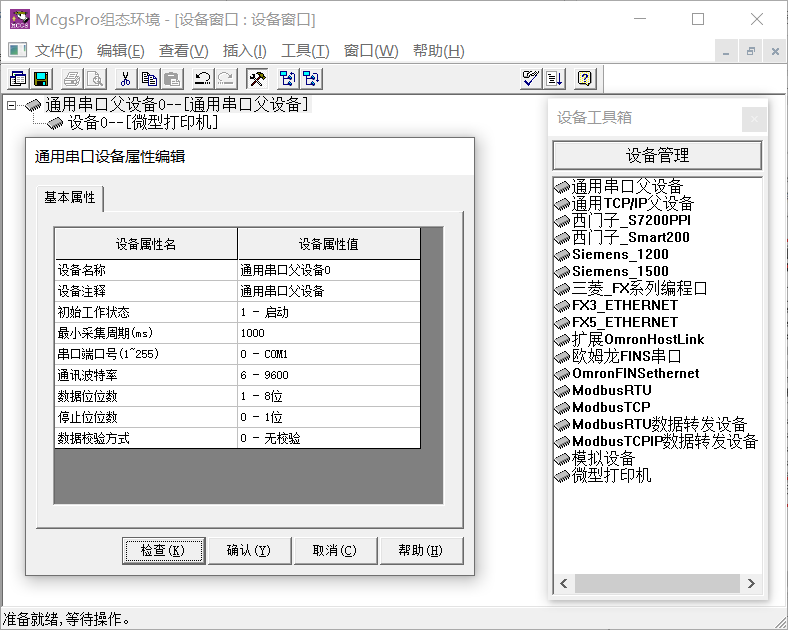 McgsPro组态环境 - [设备窗口 : 设备窗口]
文件(F) 编辑(E) 查看(V) 插入(I) 工具(T) 窗口(W) 帮助(H)
通用串口父设备0--[通用串口父设备]
设备0--[微型打印机]
通用串口设备属性编辑
基本属性
设备属性名 设备属性值
设备名称 通用串口父设备0
设备注释 通用串口父设备
初始工作状态 1 - 启动
最小采集周期(ms) 1000
串口端口号(1~255) 0 - COM1
通讯波特率 6 - 9600
数据位位数 1 - 8位
停止位位数 0 - 1位
数据校验方式 0 - 无校验
检查(K) 确认(Y) 取消(C) 帮助(H)
设备工具箱
设备管理
通用串口父设备
通用TCP/IP父设备
西门子_S7200PPI
西门子_Smart200
Siemens_1200
Siemens_1500
三菱_FX系列编程口
FX3_ETHERNET
FX5_ETHERNET
扩展OmronHostLink
欧姆龙FINS串口
OmronFINSethernet
ModbusRTU
ModbusTCP
ModbusRTU数据转发设备
ModbusTCPIP数据转发设备
模拟设备
微型打印机
准备就绪,等待操作。